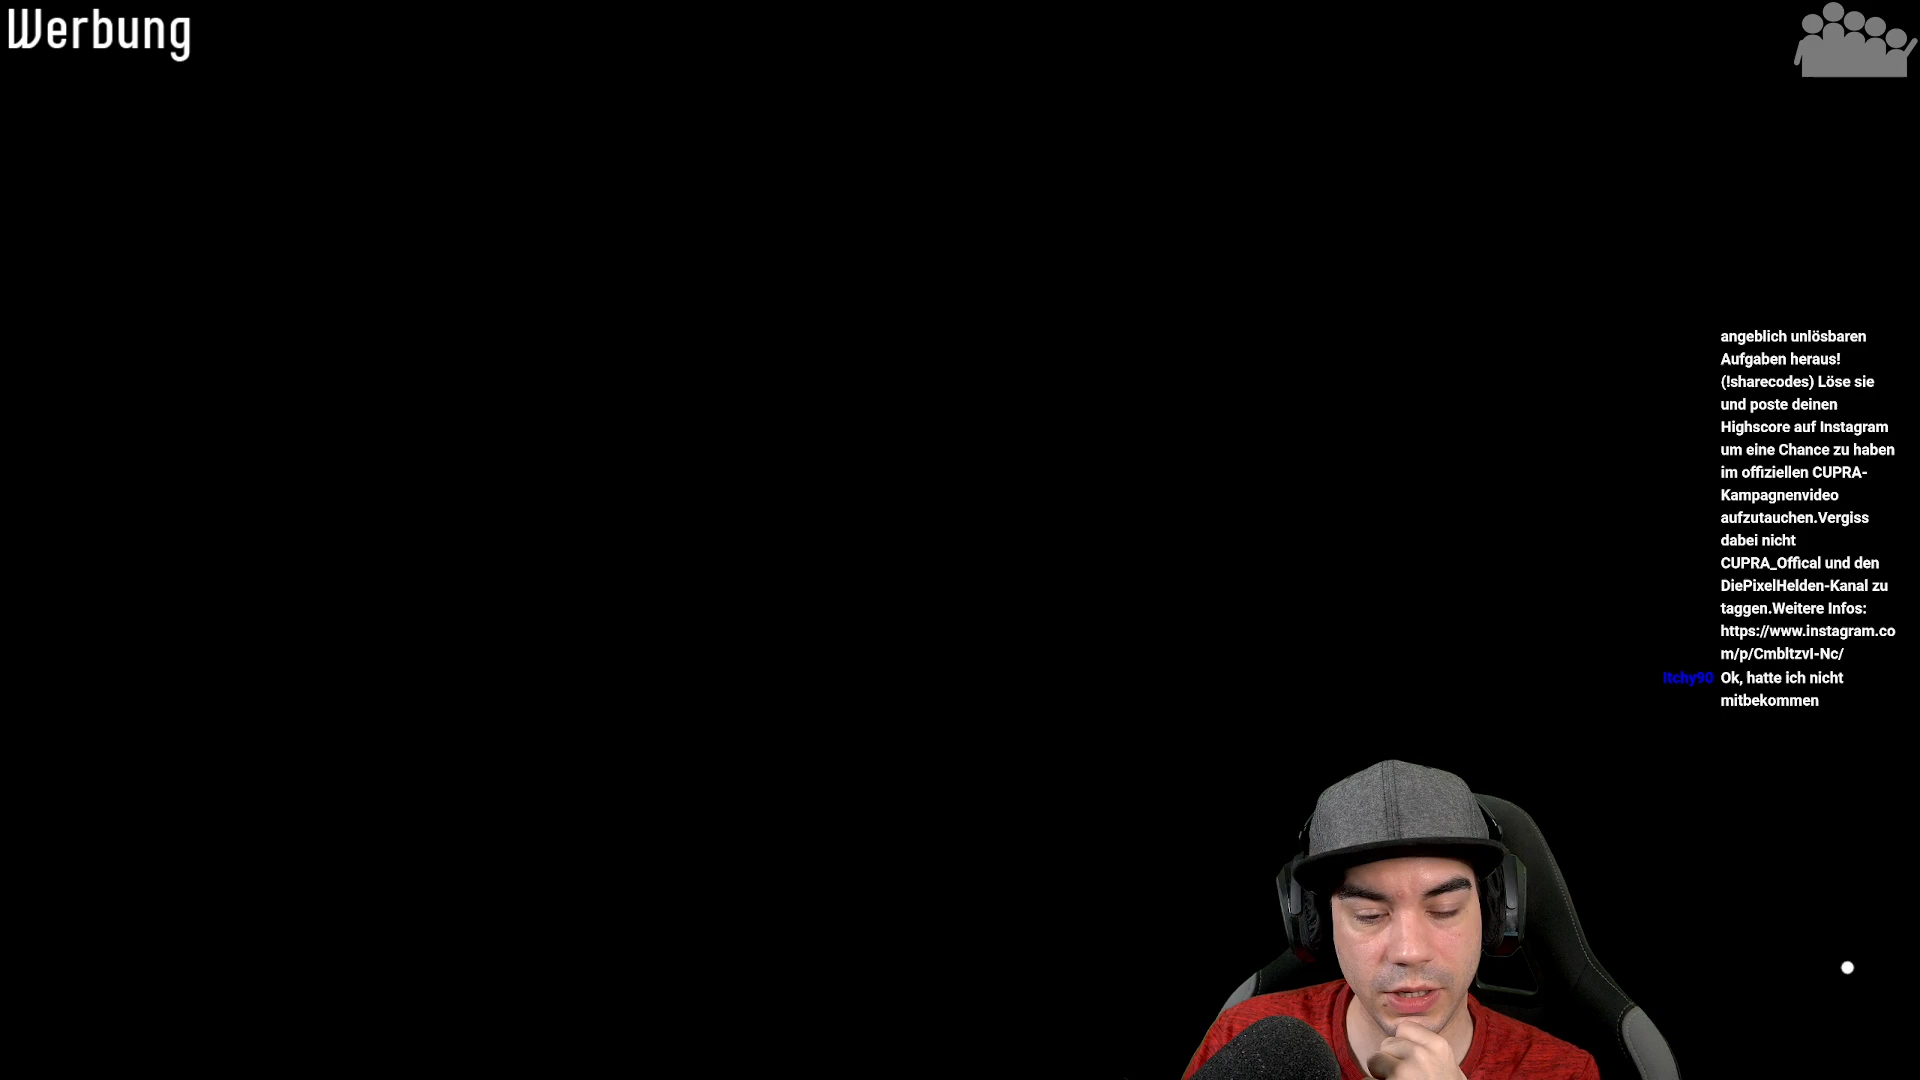 Werbung
angeblich unlösbaren
Aufgaben heraus!
(!sharecodes) Löse sie
und poste deinen
Highscore auf Instagram
um eine Chance zu haben
im offiziellen CUPRA-
Kampagnenvideo
aufzutauchen.Vergiss
dabei nicht
CUPRA_Offical und den
DiePixelHelden-Kanal zu
taggen.Weitere Infos:
https://www.instagram.co
m/p/CmbltzvI-Nc/
Itchy90 Ok, hatte ich nicht
mitbekommen